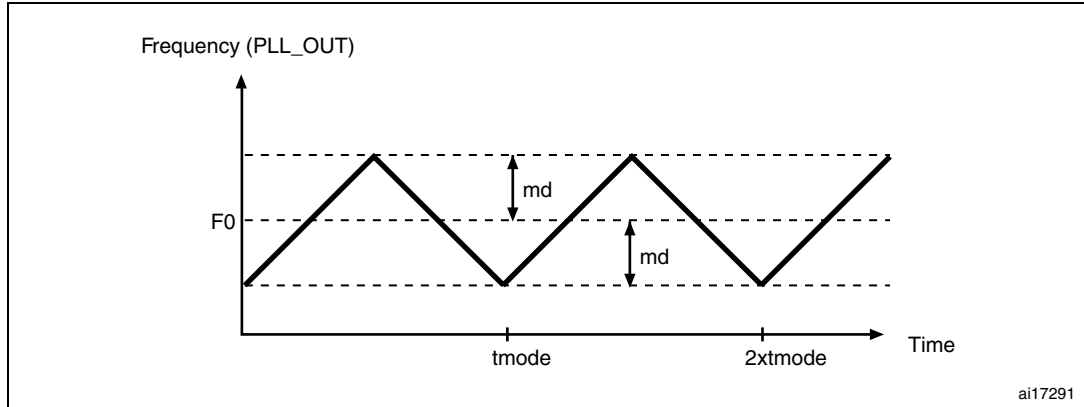 Frequency (PLL_OUT)
md
F0
md
tmode
2xtmode
Time
ai17291